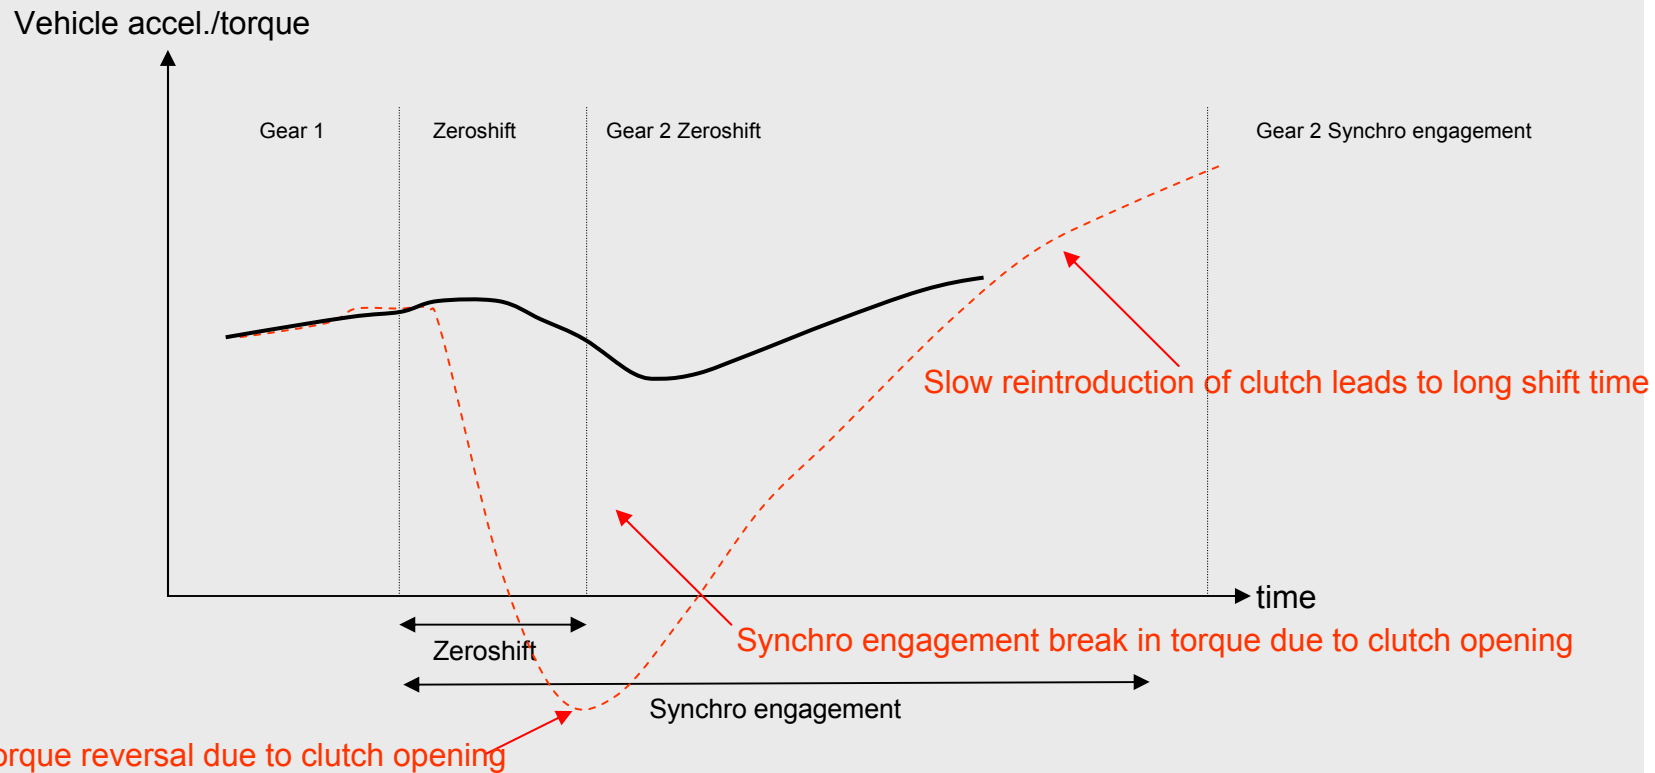 Vehicle accel./torque
Gear 1
Zeroshift
Gear 2 Zeroshift
Gear 2 Synchro engagement
Slow reintroduction of clutch leads to long shift time
time
Zeroshift
Synchro engagement break in torque due to clutch opening
Synchro engagement
orque reversal due to clutch opening